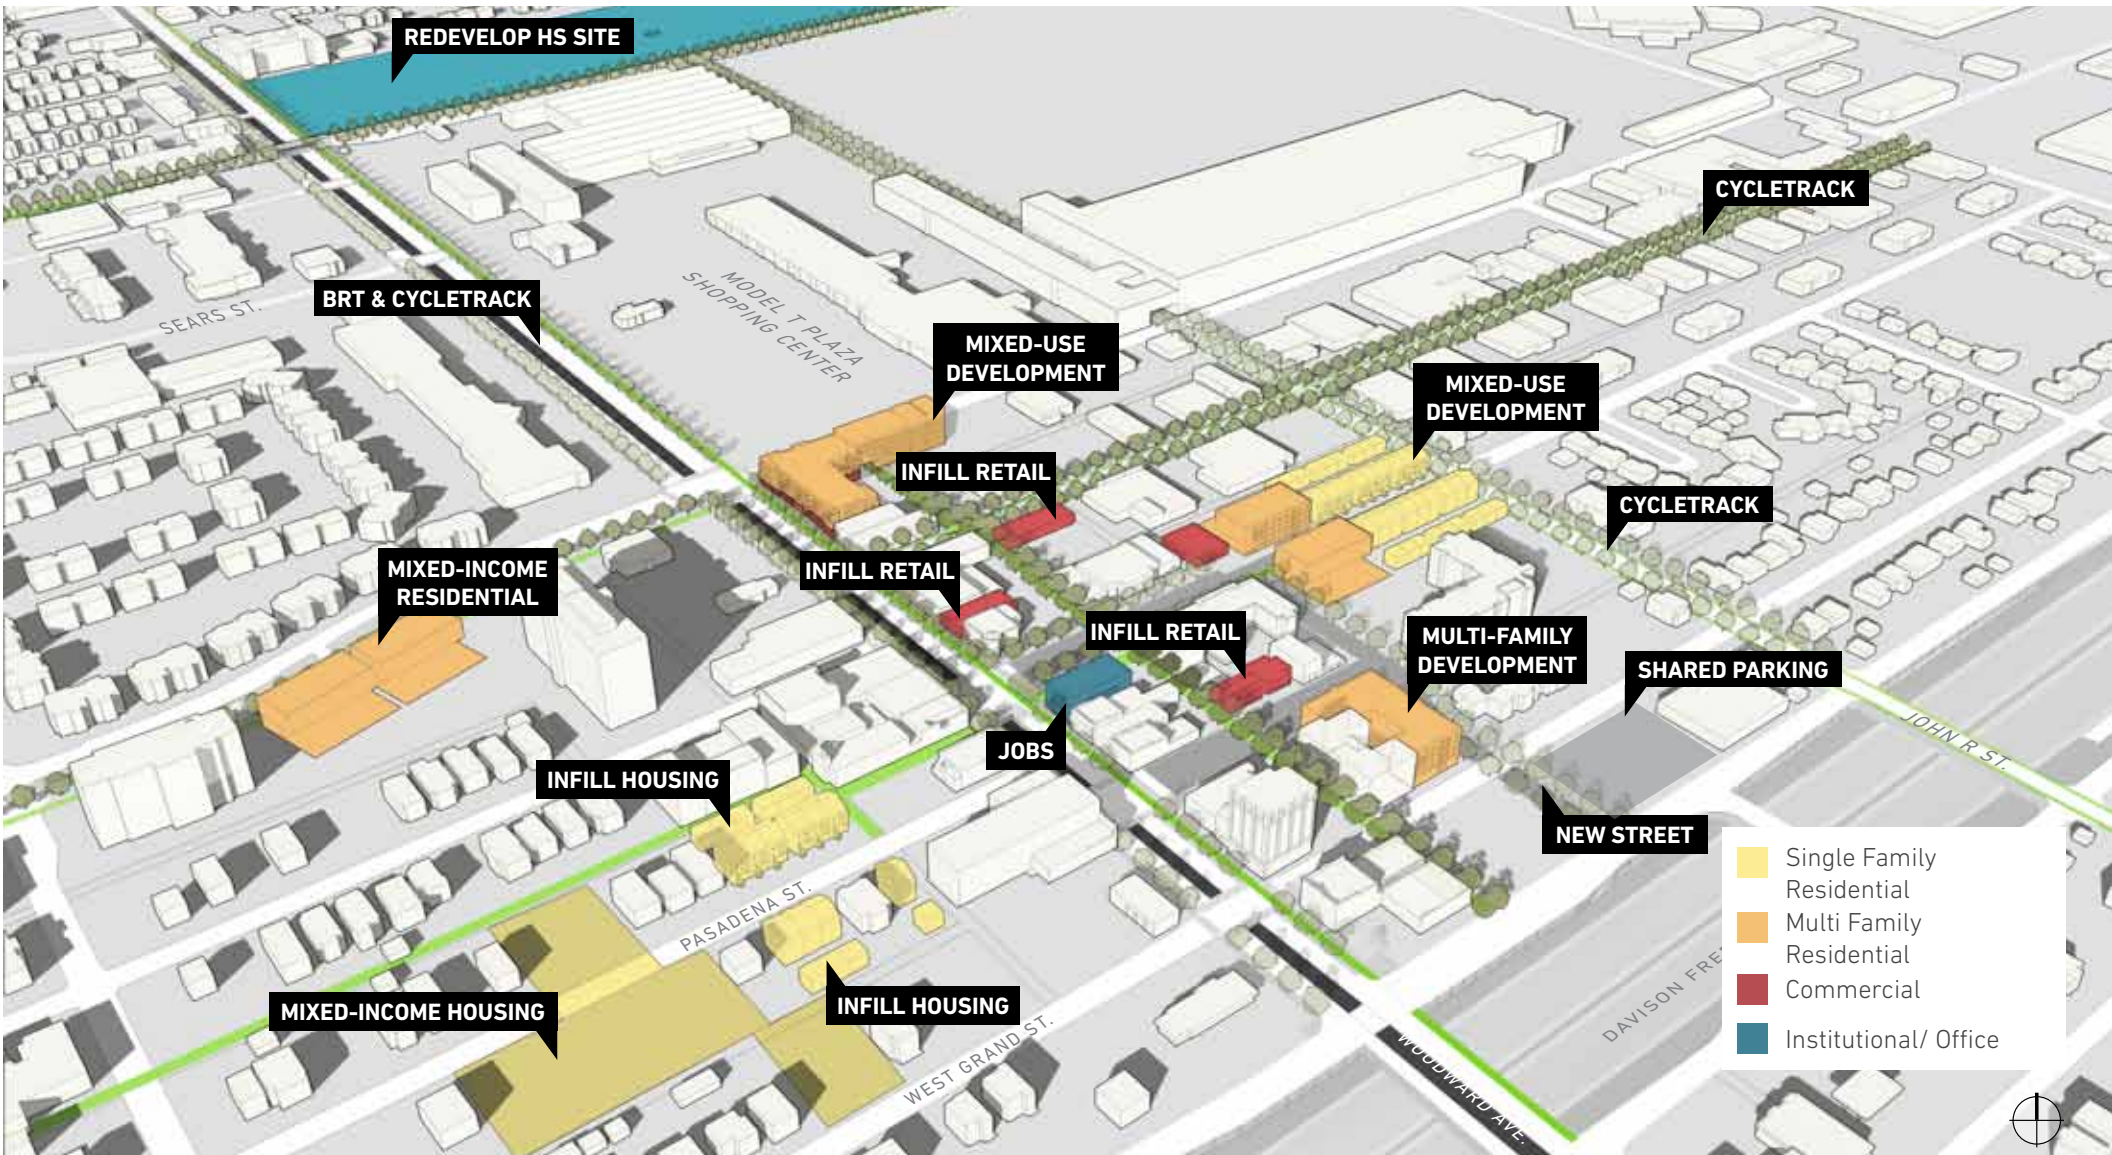 REDEVELOP HS SITE
CYCLETRACK
BRT & CYCLETRACK
SEARS ST.
MODEL T PLAZA
SHOPPING CENTER
MIXED-USE
DEVELOPMENT
MIXED-USE
DEVELOPMENT
INFILL RETAIL
CYCLETRACK
MIXED-INCOME
RESIDENTIAL
INFILL RETAIL
INFILL RETAIL
MULTI-FAMILY
DEVELOPMENT
SHARED PARKING
JOHN R ST.
JOBS
INFILL HOUSING
NEW STREET
PASADENA ST.
MIXED-INCOME HOUSING
INFILL HOUSING
WEST GRAND ST.
DAVISON FRE
WOODWARD AVE.
Single Family
Residential
Multi Family
Residential
Commercial
Institutional/ Office